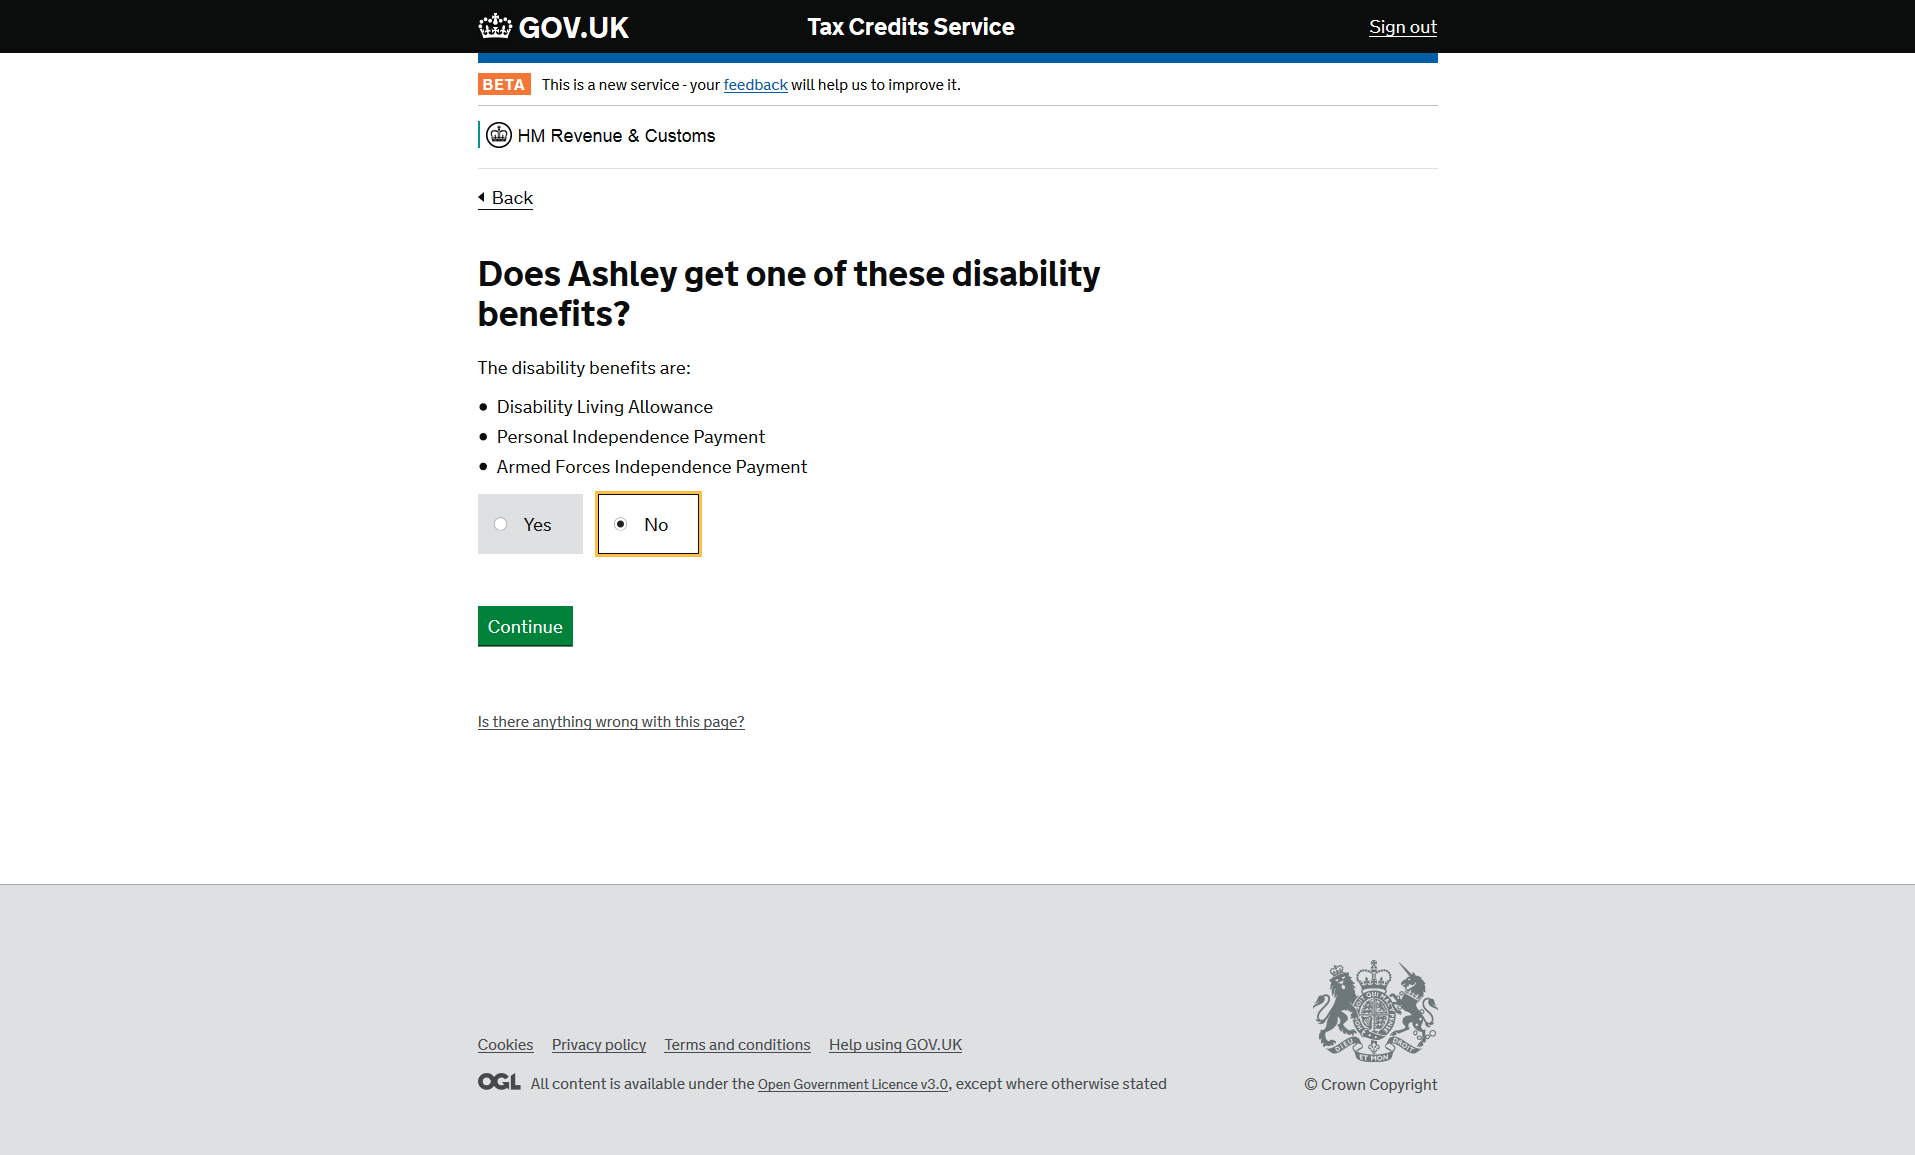 GOV.UK Tax Credits Service Sign out
BETA This is a new service - your feedback will help us to improve it.
HM Revenue & Customs
Back
Does Ashley get one of these disability
benefits?
The disability benefits are:
Disability Living Allowance
Personal Independence Payment
Armed Forces Independence Payment
Yes No
Continue
Is there anything wrong with this page?
Cookies Privacy policy Terms and conditions Help using GOV.UK
OGL All content is available under the Open Government Licence v3.0, except where otherwise stated
DIEU ET MON DROIT
© Crown Copyright